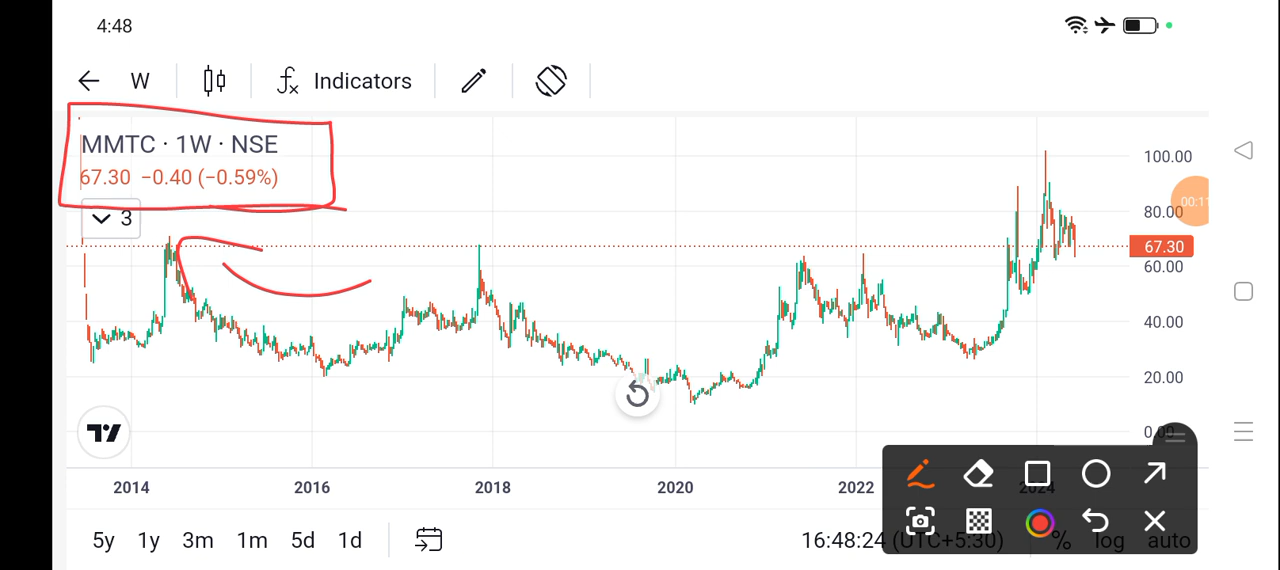 4:48
W
Indicators
MMTC · 1W · NSE
67.30 −0.40 (−0.59%)
3
100.00
80.00
67.30
60.00
40.00
20.00
2014 2016 2018 2020 2022 2024
5y 1y 3m 1m 5d 1d
16:48:24 (UTC+5:30) % log auto